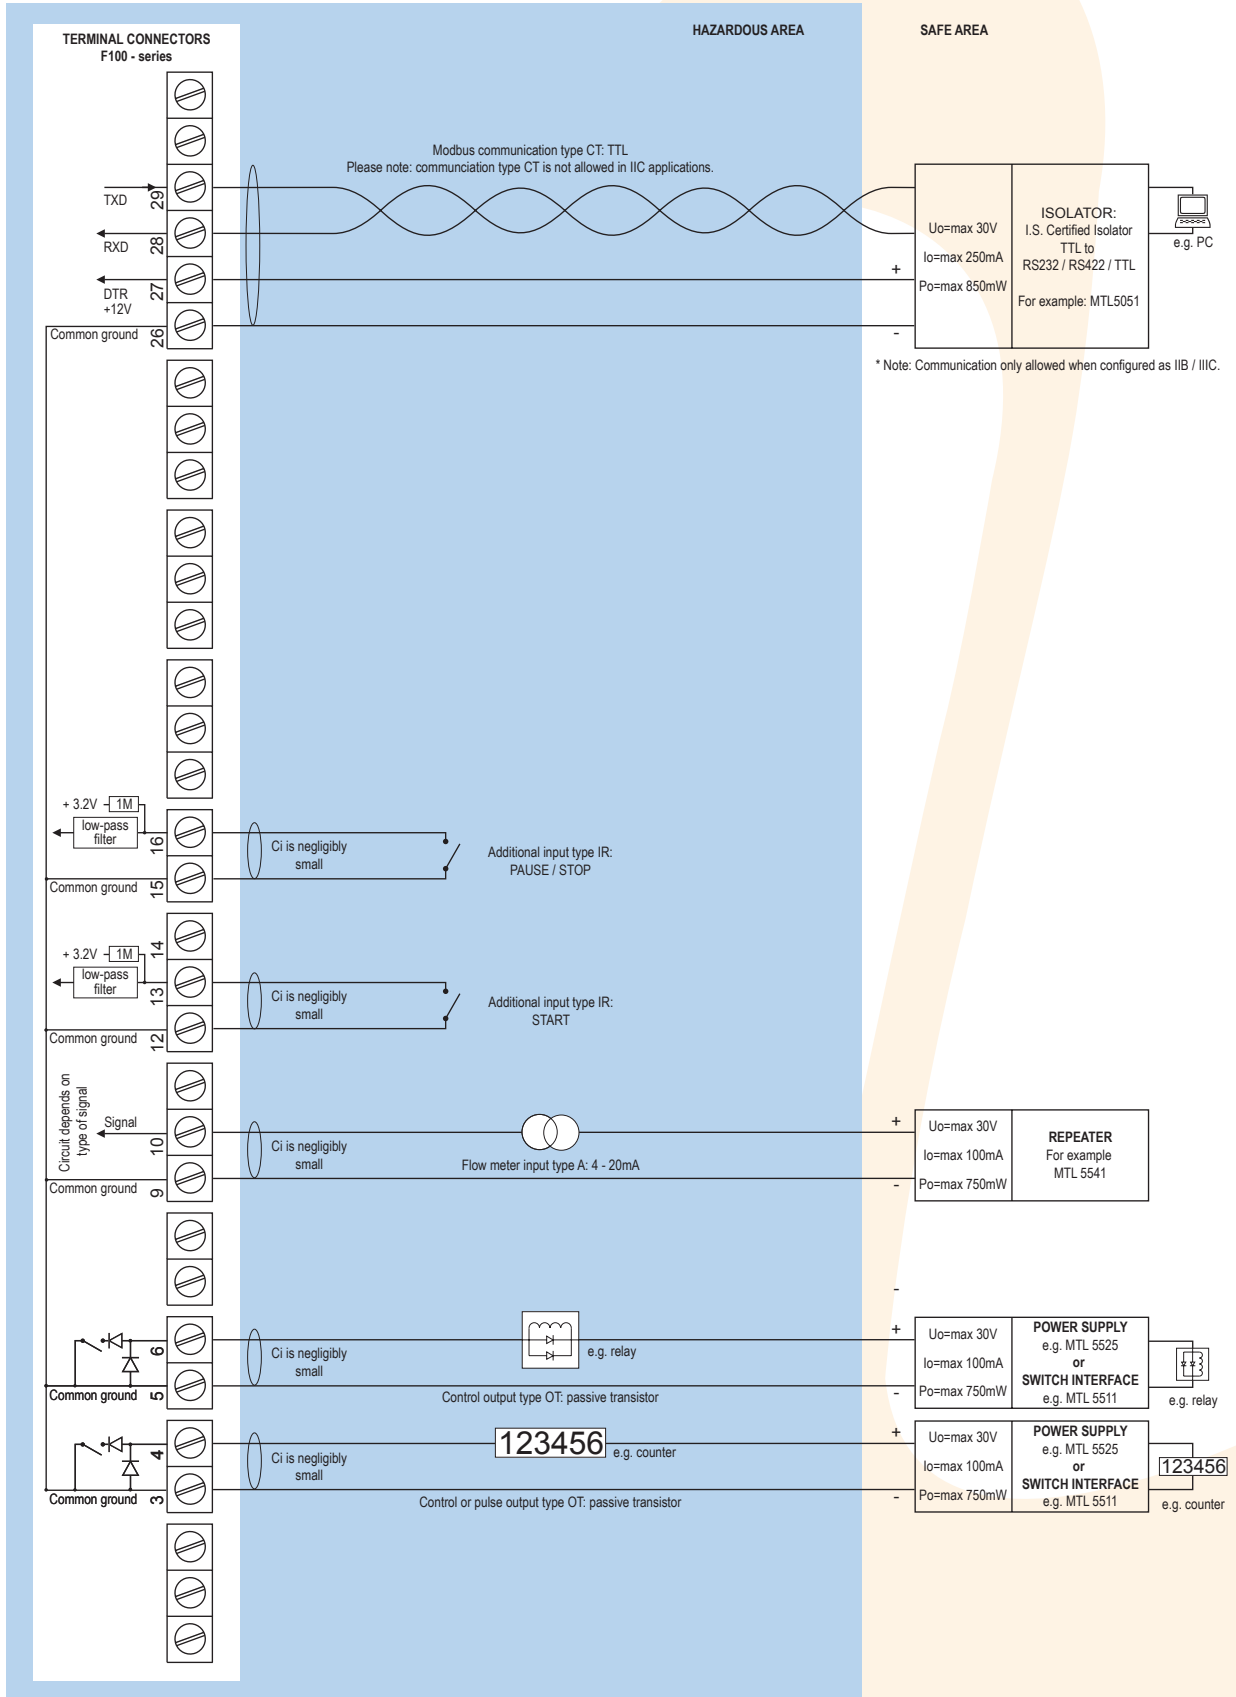 HAZARDOUS AREA
SAFE AREA
TERMINAL CONNECTORS
F100 - series
Modbus communication type CT: TTL
Please note: communciation type CT is not allowed in IIC applications.
TXD
29
RXD
28
DTR
+12V
27
Common ground
26
+
-
Uo=max 30V
Io=max 250mA
Po=max 850mW
ISOLATOR:
I.S. Certified Isolator
TTL to
RS232 / RS422 / TTL
For example: MTL5051
e.g. PC
* Note: Communication only allowed when configured as IIB / IIIC.
+ 3.2V
1M
low-pass
filter
16
Common ground
15
Ci is negligibly
small
Additional input type IR:
PAUSE / STOP
14
+ 3.2V
1M
low-pass
filter
13
Common ground
12
Ci is negligibly
small
Additional input type IR:
START
Circuit depends on
type of signal
Signal
10
Common ground
9
Ci is negligibly
small
Flow meter input type A: 4 - 20mA
+
-
Uo=max 30V
Io=max 100mA
Po=max 750mW
REPEATER
For example
MTL 5541
-
6
Common ground
5
Ci is negligibly
small
e.g. relay
Control output type OT: passive transistor
+
-
Uo=max 30V
Io=max 100mA
Po=max 750mW
POWER SUPPLY
e.g. MTL 5525
or
SWITCH INTERFACE
e.g. MTL 5511
e.g. relay
4
Common ground
3
Ci is negligibly
small
123456
e.g. counter
Control or pulse output type OT: passive transistor
+
-
Uo=max 30V
Io=max 100mA
Po=max 750mW
POWER SUPPLY
e.g. MTL 5525
or
SWITCH INTERFACE
e.g. MTL 5511
123456
e.g. counter